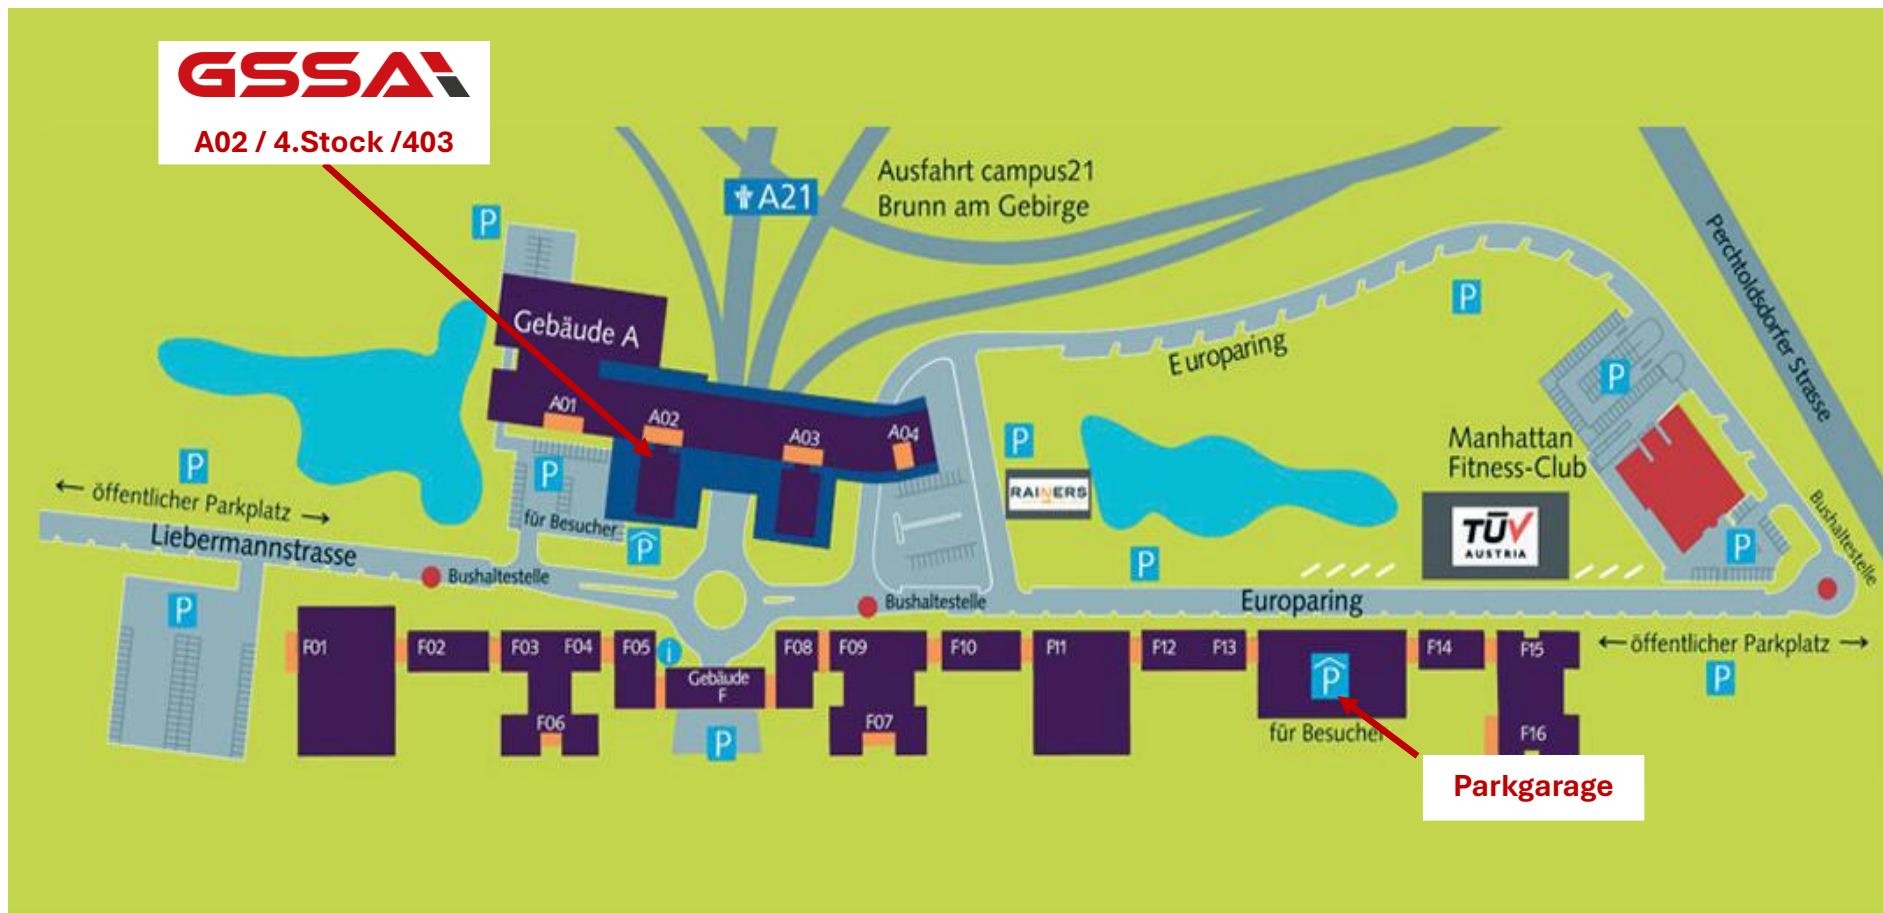 GSSA
A02 / 4.Stock /403
A21
Ausfahrt campus21
Brunn am Gebirge
Perchtoldsdorfer Strasse
P
P
Gebäude A
Europaring
P
A01
A02
A03
A04
P
Manhattan
Fitness-Club
P
P
← öffentlicher Parkplatz →
RAINERS
TÜV
AUSTRIA
Bushaltestelle
für Besucher
P
P
P
Liebermannstrasse
Bushaltestelle
Bushaltestelle
Europaring
P
F01
F02
F03
F04
F05
i
F08
F09
F10
F11
F12
F13
F14
F15
← öffentlicher Parkplatz →
P
Gebäude
F
P
F06
F07
P
für Besucher
F16
Parkgarage